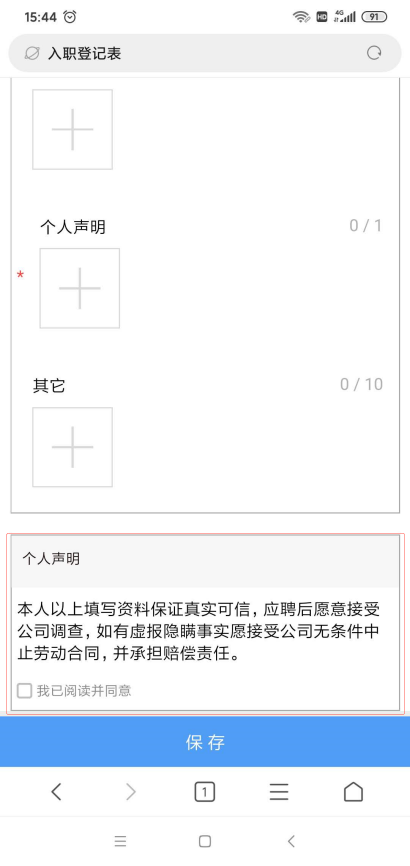 15:44 HD 4G 91
入职登记表
个人声明 0 / 1
*
其它 0 / 10
个人声明
本人以上填写资料保证真实可信，应聘后愿意接受
公司调查，如有虚报隐瞒事实愿接受公司无条件中
止劳动合同，并承担赔偿责任。
我已阅读并同意
保存
1